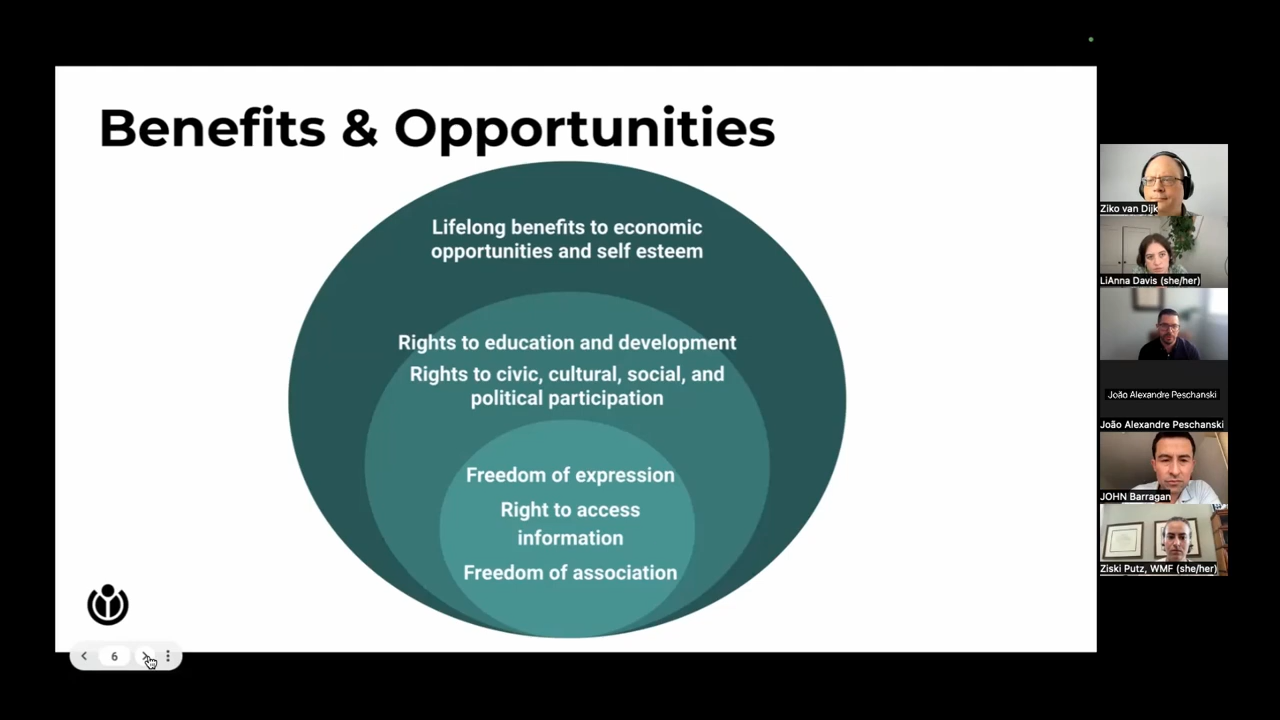 Benefits & Opportunities
Lifelong benefits to economic
opportunities and self esteem
Rights to education and development
Rights to civic, cultural, social, and
political participation
Freedom of expression
Right to access
information
Freedom of association
6
Ziko van Dijk
LiAnna Davis (she/her)
João Alexandre Peschanski
João Alexandre Peschanski
JOHN Barragan
Ziski Putz, WMF (she/her)